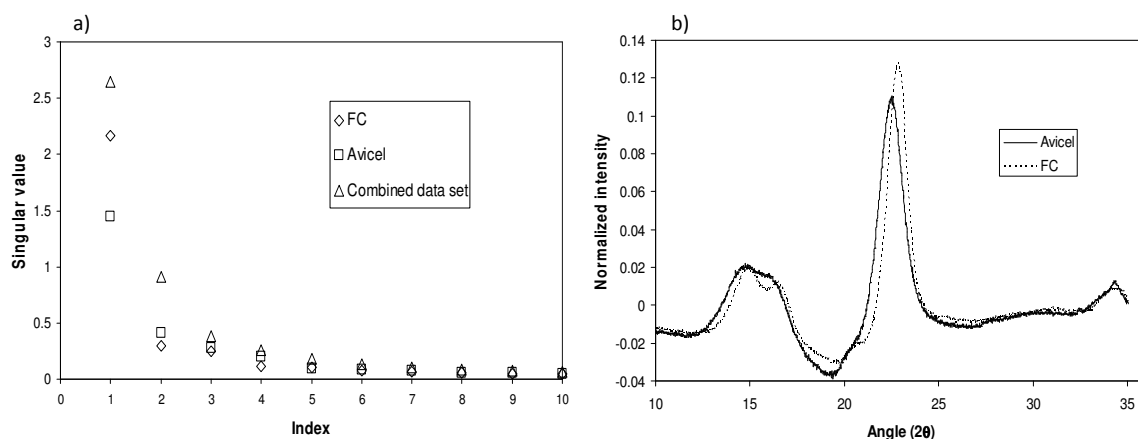 a)
3
2.5
2
1.5
1
0.5
0
0 1 2 3 4 5 6 7 8 9 10
Singular value
Index
FC
Avicel
Combined data set
b)
0.14
0.12
0.1
0.08
0.06
0.04
0.02
0
-0.02
-0.04
10 15 20 25 30 35
Normalized intensity
Angle (2θ)
Avicel
FC